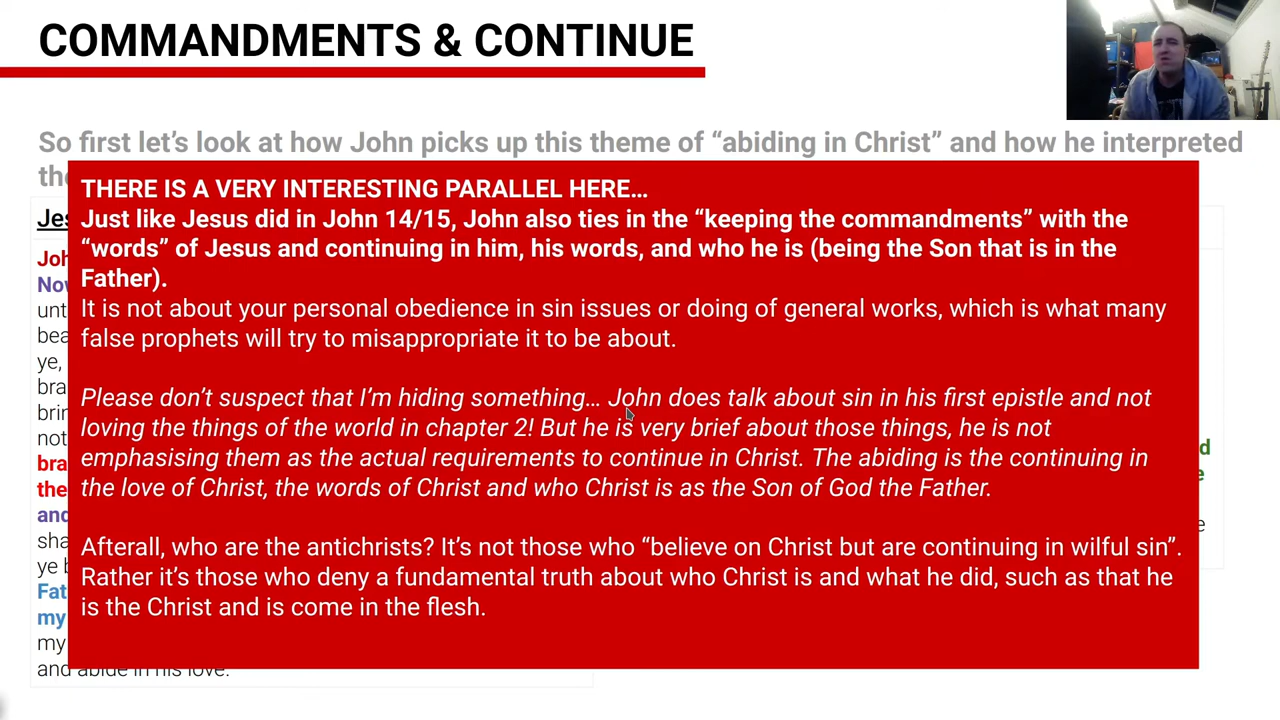 COMMANDMENTS & CONTINUE
So first let’s look at how John picks up this theme of “abiding in Christ” and how he interpreted
THERE IS A VERY INTERESTING PARALLEL HERE…
Just like Jesus did in John 14/15, John also ties in the “keeping the commandments” with the
“words” of Jesus and continuing in him, his words, and who he is (being the Son that is in the
Father).
It is not about your personal obedience in sin issues or doing of general works, which is what many
false prophets will try to misappropriate it to be about.
Please don’t suspect that I’m hiding something… John does talk about sin in his first epistle and not
loving the things of the world in chapter 2! But he is very brief about those things, he is not
emphasising them as the actual requirements to continue in Christ. The abiding is the continuing in
the love of Christ, the words of Christ and who Christ is as the Son of God the Father.
Afterall, who are the antichrists? It’s not those who “believe on Christ but are continuing in wilful sin”.
Rather it’s those who deny a fundamental truth about who Christ is and what he did, such as that he
is the Christ and is come in the flesh.
and abide in his love.